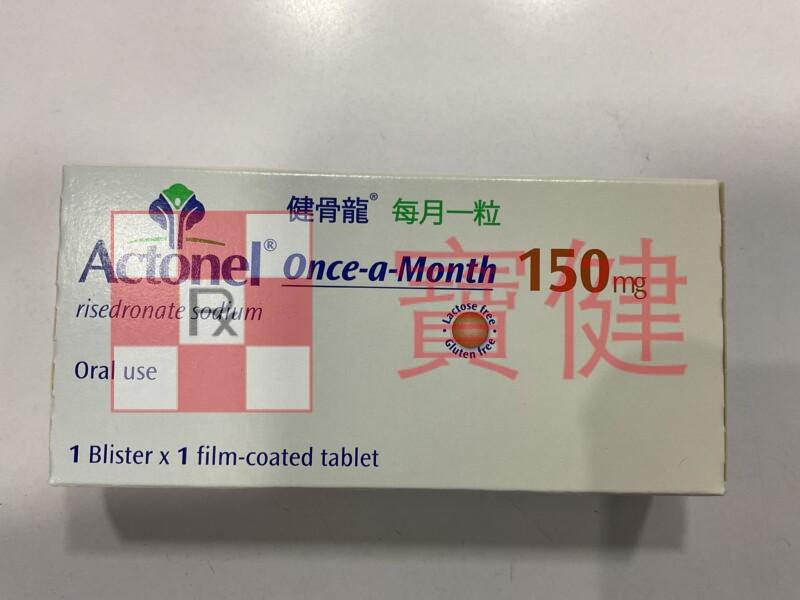 健骨龍® 每月一粒
Actonel® Once-a-Month 150mg
risedronate sodium
Lactose free
Gluten free
Oral use
1 Blister x 1 film-coated tablet
Rx
寶健